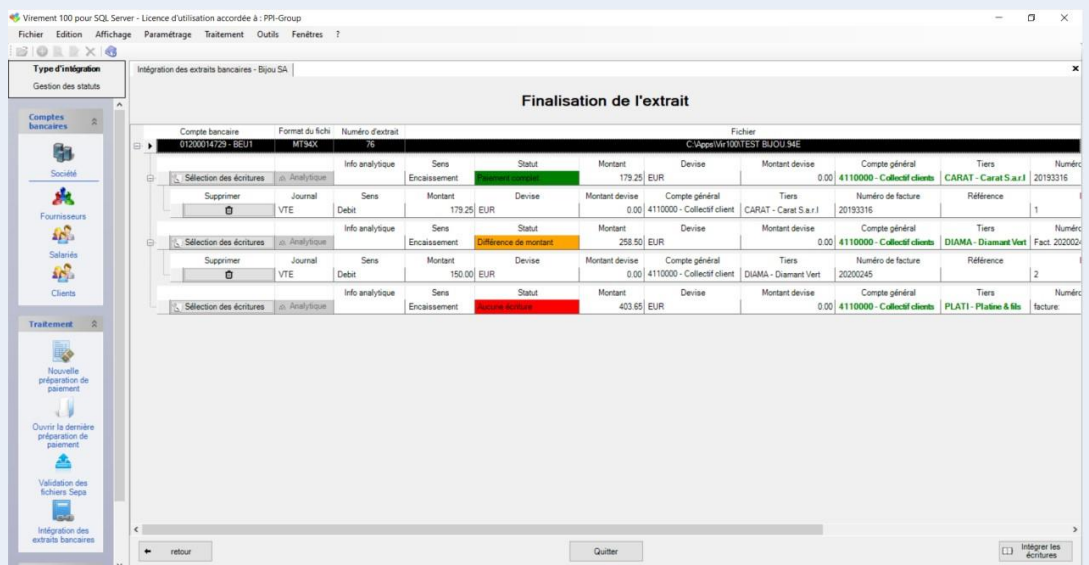 Virement 100 pour SQL Server - Licence d'utilisation accordée à : PPI-Group
Fichier Edition Affichage Paramétrage Traitement Outils Fenêtres ?
Type d'intégration
Gestion des statuts
Comptes bancaires
Société
Fournisseurs
Salariés
Clients
Traitement
Nouvelle préparation de paiement
Ouvrir la dernière préparation de paiement
Validation des fichiers Sepa
Intégration des extraits bancaires
Intégration des extraits bancaires - Bijou SA
Finalisation de l'extrait
Compte bancaire Format du fichi Numéro d'extrait Fichier
01200014729 - BEU1 MT94X 76 C:\Apps\Vir100\TEST BIJOU.94E
Info analytique Sens Statut Montant Devise Montant devise Compte général Tiers Numéro
Sélection des écritures Analytique Encaissement Paiement complet 179.25 EUR 0.00 4110000 - Collectif clients CARAT - Carat S.a.r.l 20193316
Supprimer Journal Sens Montant Devise Montant devise Compte général Tiers Numéro de facture Référence
VTE Debit 179.25 EUR 0.00 4110000 - Collectif client CARAT - Carat S.a.r.l 20193316 1
Info analytique Sens Statut Montant Devise Montant devise Compte général Tiers Numéro
Sélection des écritures Analytique Encaissement Différence de montant 258.50 EUR 0.00 4110000 - Collectif clients DIAMA - Diamant Vert Fact. 2020024
Supprimer Journal Sens Montant Devise Montant devise Compte général Tiers Numéro de facture Référence
VTE Debit 150.00 EUR 0.00 4110000 - Collectif client DIAMA - Diamant Vert 20200245 2
Info analytique Sens Statut Montant Devise Montant devise Compte général Tiers Numéro
Sélection des écritures Analytique Encaissement Aucune écriture 403.65 EUR 0.00 4110000 - Collectif clients PLATI - Platine & fils facture:
retour Quitter Intégrer les écritures